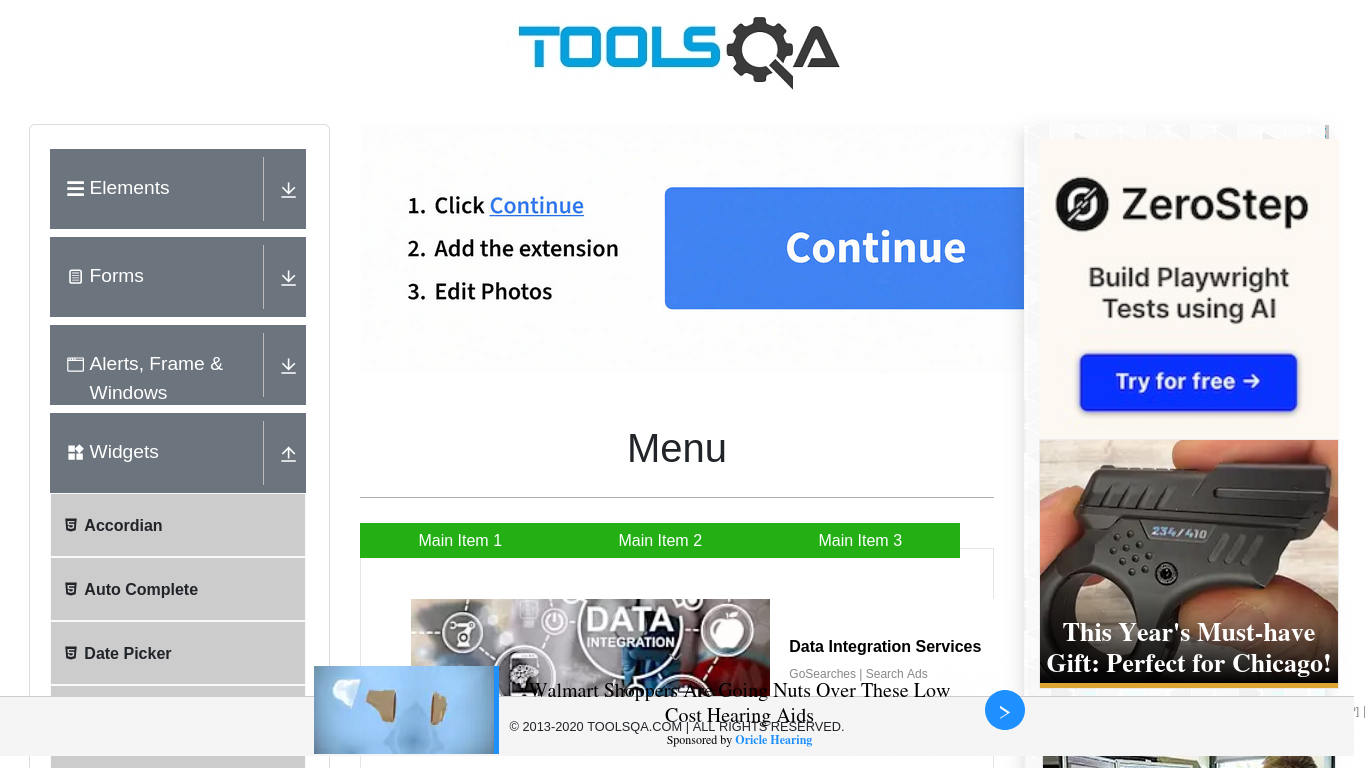 TOOLSQA
Elements
Forms
Alerts, Frame &
Windows
Widgets
Accordian
Auto Complete
Date Picker
1. Click Continue
2. Add the extension
3. Edit Photos
Continue
Menu
Main Item 1
Main Item 2
Main Item 3
DATA
INTEGRATION
Data Integration Services
GoSearches | Search Ads
Walmart Shoppers Are Going Nuts Over These Low
Cost Hearing Aids
Sponsored by Oricle Hearing
© 2013-2020 TOOLSQA.COM | ALL RIGHTS RESERVED.
ZeroStep
Build Playwright
Tests using AI
Try for free →
234/410
This Year's Must-have
Gift: Perfect for Chicago!